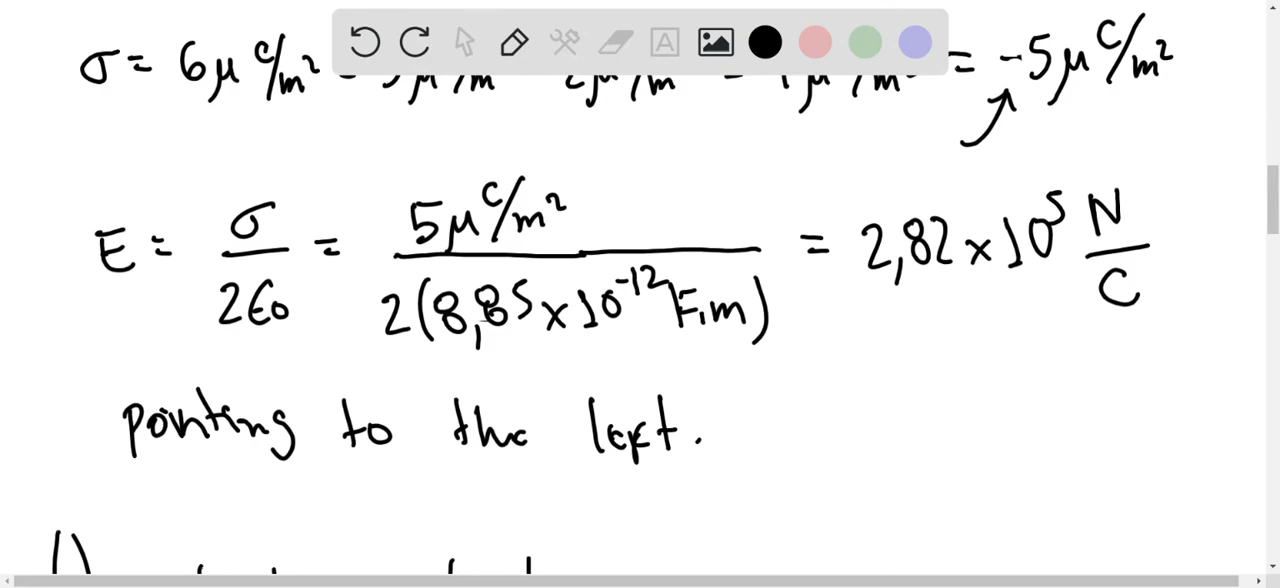 σ = 6μ C/m² = -5μ C/m²
E = σ/2ε₀ = 5μ C/m² / 2(8,85 × 10⁻¹² F/m) = 2,82 × 10⁵ N/C
pointing to the left.